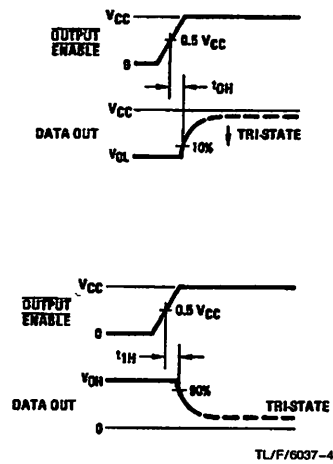 VCC
OUTPUT
ENABLE
0.5 VCC
0
t0H
VCC
DATA OUT
TRI-STATE
10%
VOL
VCC
OUTPUT
ENABLE
0.5 VCC
0
t1H
VOH
90%
DATA OUT
TRI-STATE
0
TL/F/6037-4